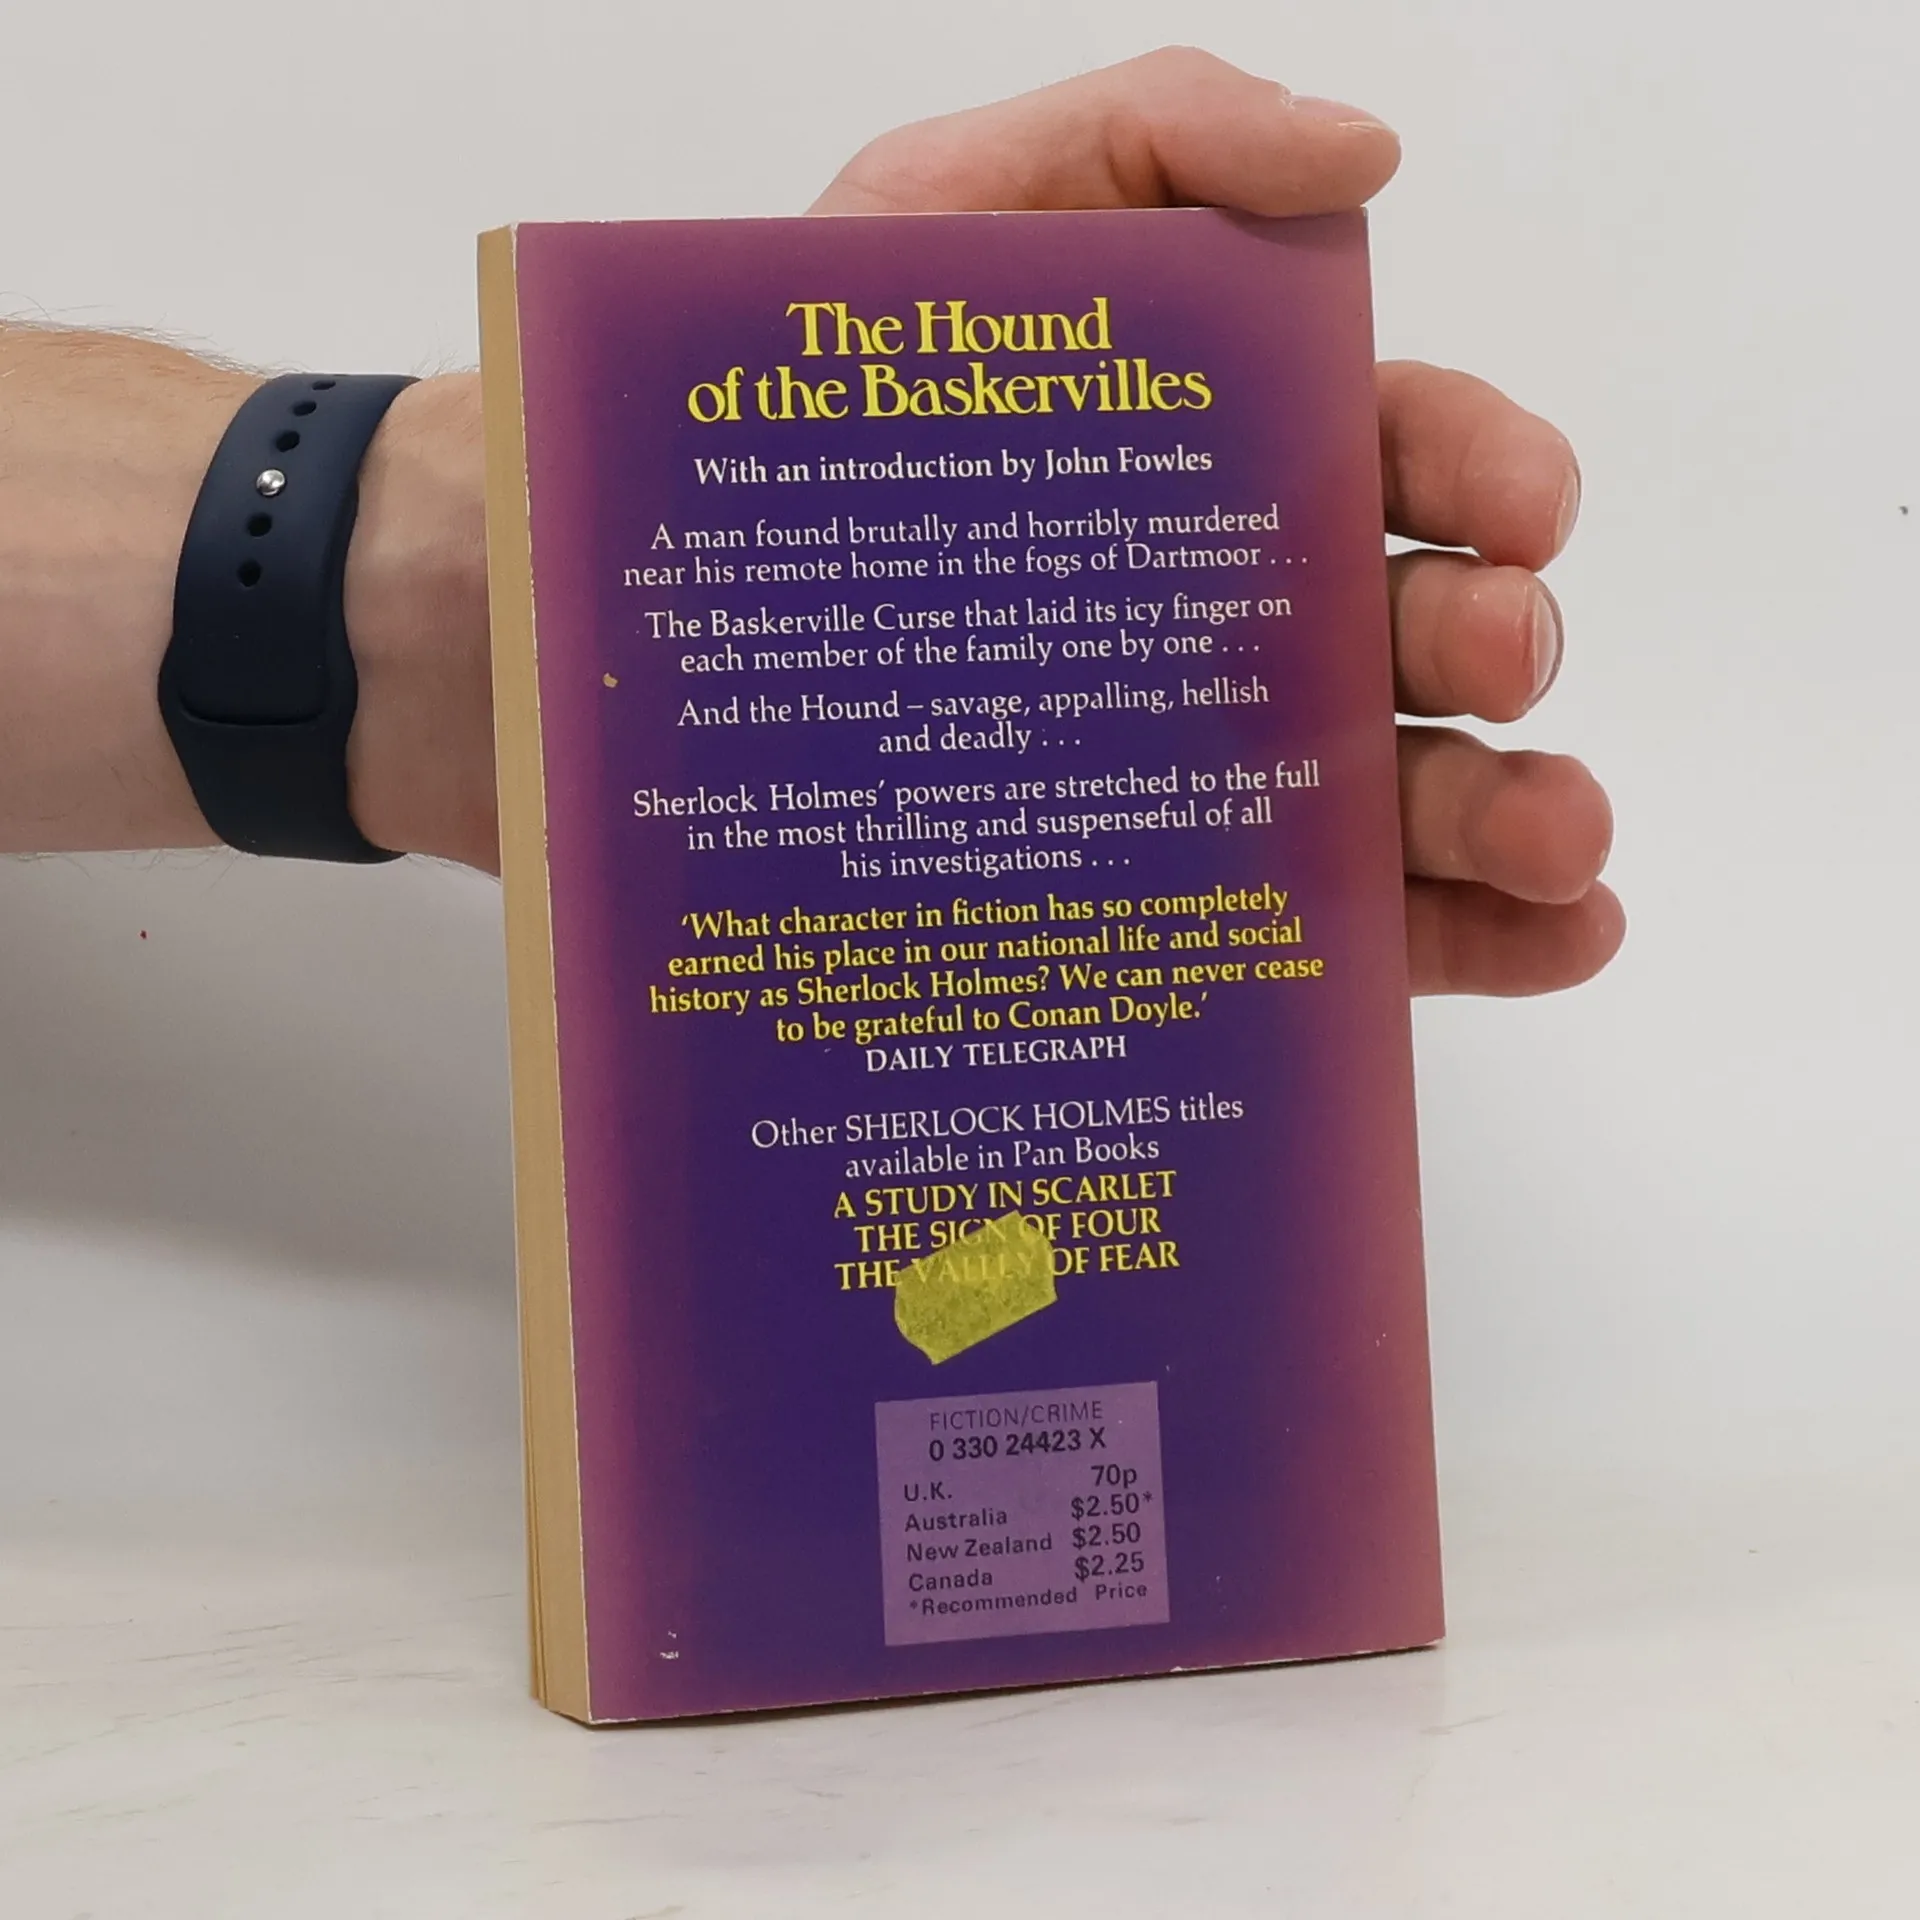 The Hound
of the Baskervilles
With an introduction by John Fowles
A man found brutally and horribly murdered
near his remote home in the fogs of Dartmoor . . .
The Baskerville Curse that laid its icy finger on
each member of the family one by one . . .
And the Hound – savage, appalling, hellish
and deadly . . .
Sherlock Holmes’ powers are stretched to the full
in the most thrilling and suspenseful of all
his investigations . . .
‘What character in fiction has so completely
earned his place in our national life and social
history as Sherlock Holmes? We can never cease
to be grateful to Conan Doyle.’
DAILY TELEGRAPH
Other SHERLOCK HOLMES titles
available in Pan Books
A STUDY IN SCARLET
THE SIGN OF FOUR
THE VALLEY OF FEAR
FICTION/CRIME
0 330 24423 X
U.K. 70p
Australia $2.50*
New Zealand $2.50
Canada $2.25
*Recommended Price